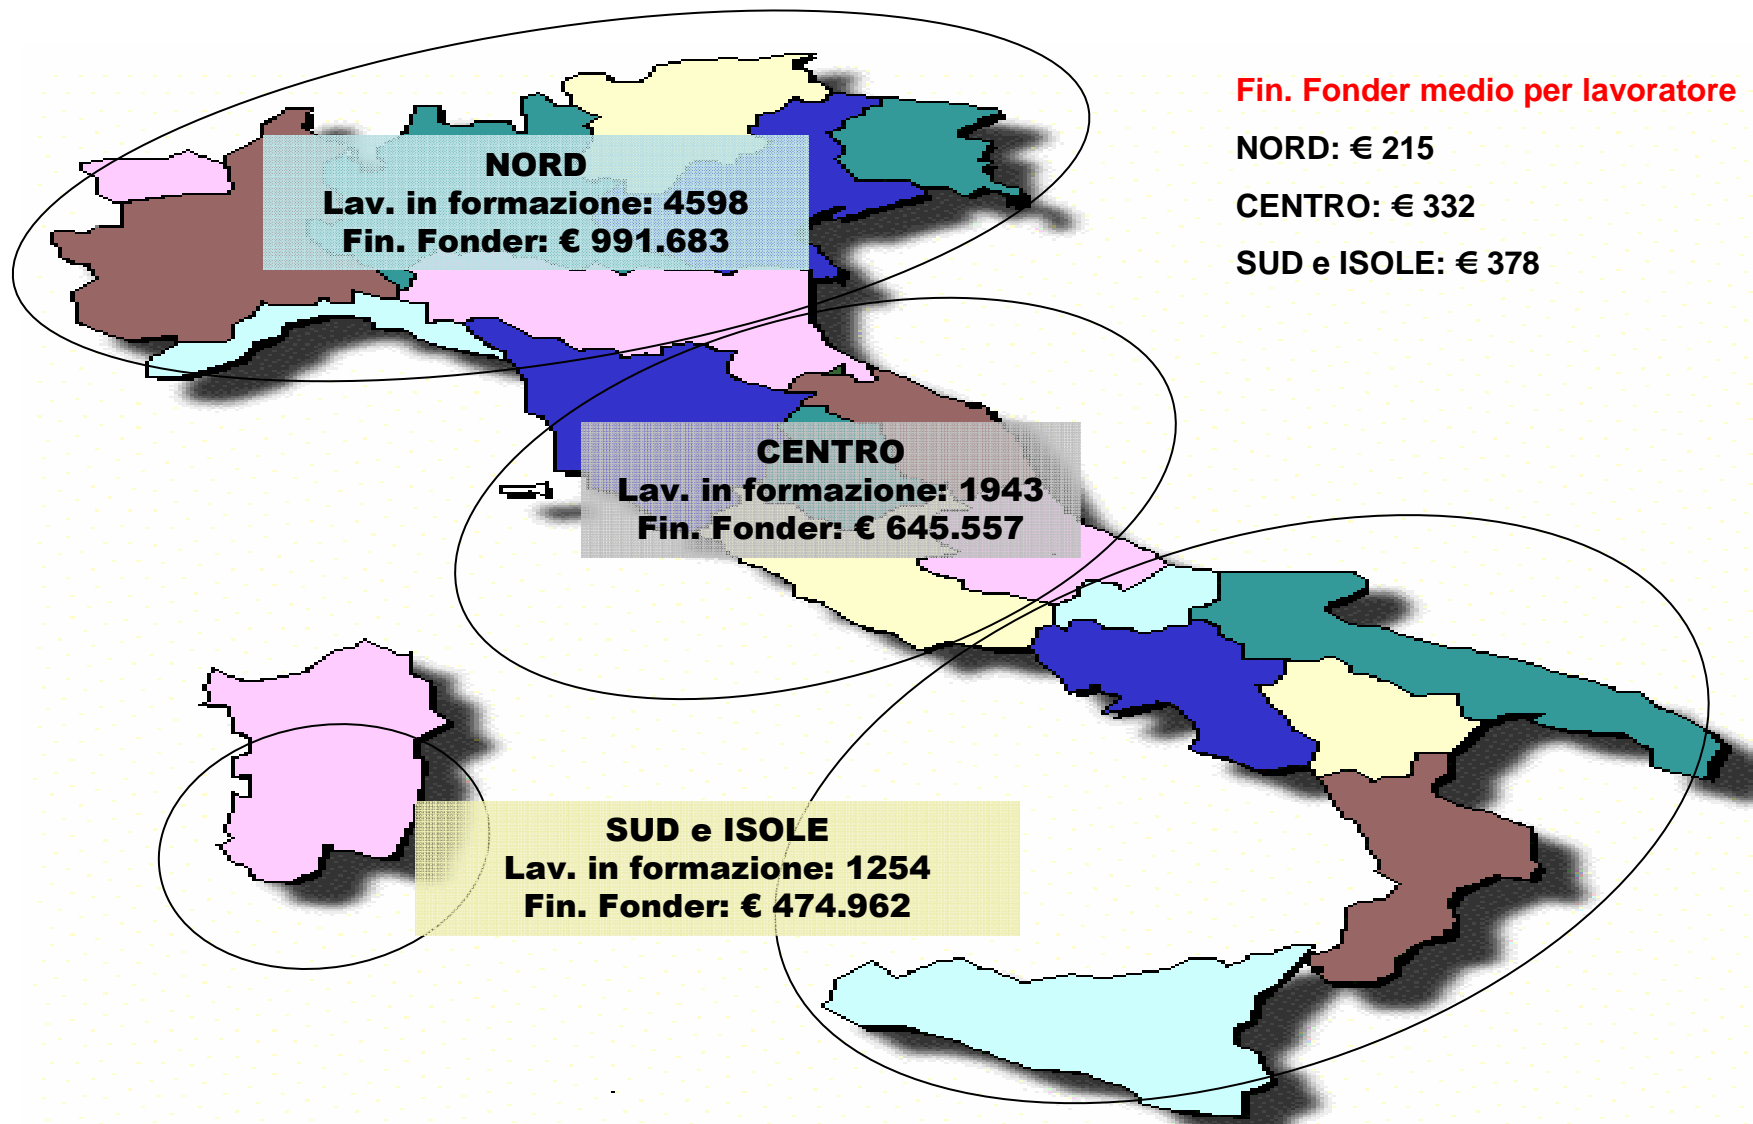 Fin. Fonder medio per lavoratore
NORD: € 215
CENTRO: € 332
SUD e ISOLE: € 378
NORD
Lav. in formazione: 4598
Fin. Fonder: € 991.683
CENTRO
Lav. in formazione: 1943
Fin. Fonder: € 645.557
SUD e ISOLE
Lav. in formazione: 1254
Fin. Fonder: € 474.962